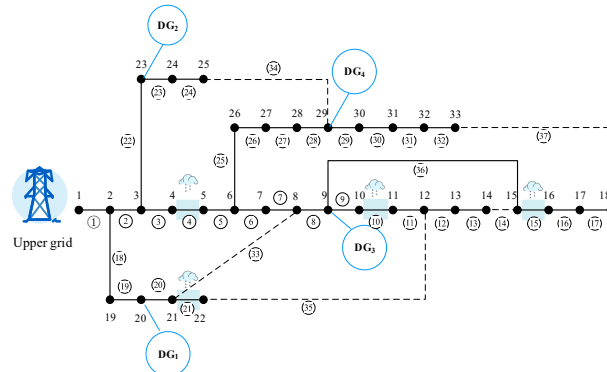 DG₂
23 24 25
(23) (24)
(34)
DG₄
26 27 28 29 30 31 32 33
(22)
(25)
(26) (27) (28) (29) (30) (31) (32)
(37)
(36)
1 2 3 4 5 6 7 8 9 10 11 12 13 14 15 16 17 18
① ② ③ ④ ⑤ ⑥ ⑦ ⑧ ⑨ (10) (11) (12) (13) (14) (15) (16) (17)
Upper grid
DG₃
(18)
(33)
(19) (20) (21)
(35)
19 20 21 22
DG₁